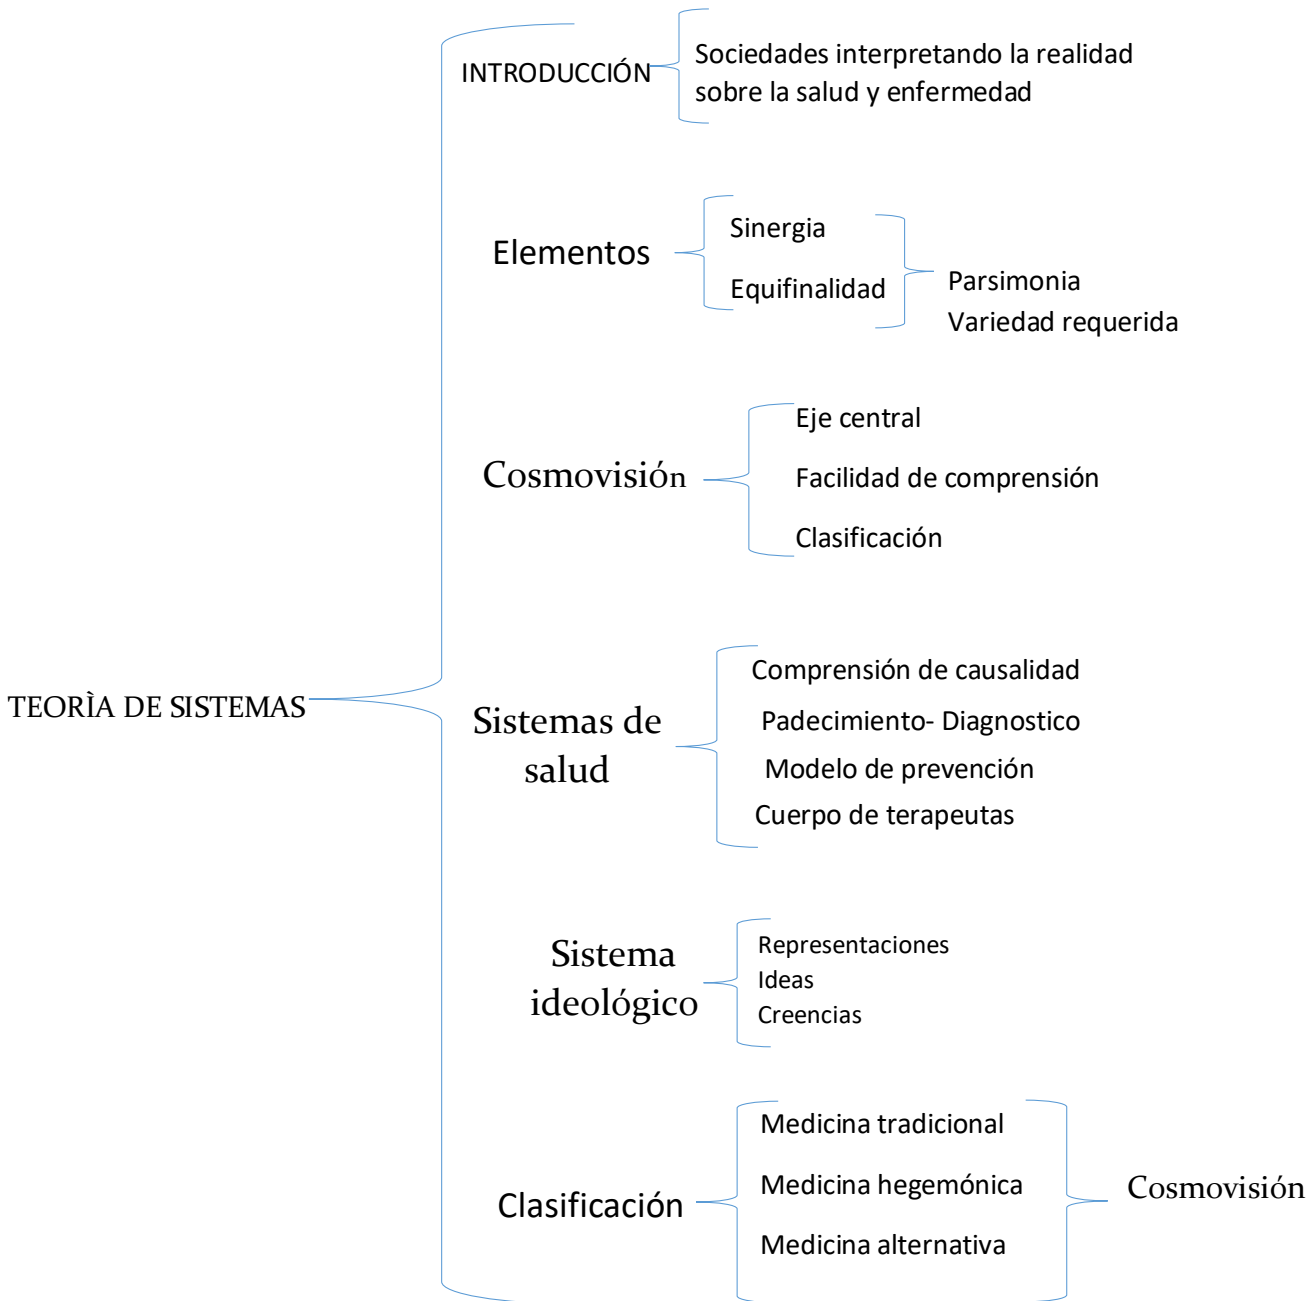 INTRODUCCIÓN
Sociedades interpretando la realidad
sobre la salud y enfermedad
Elementos
Sinergia
Equifinalidad
Parsimonia
Variedad requerida
Cosmovisión
Eje central
Facilidad de comprensión
Clasificación
TEORÌA DE SISTEMAS
Sistemas de
salud
Comprensión de causalidad
Padecimiento- Diagnostico
Modelo de prevención
Cuerpo de terapeutas
Sistema
ideológico
Representaciones
Ideas
Creencias
Clasificación
Medicina tradicional
Medicina hegemónica
Medicina alternativa
Cosmovisión